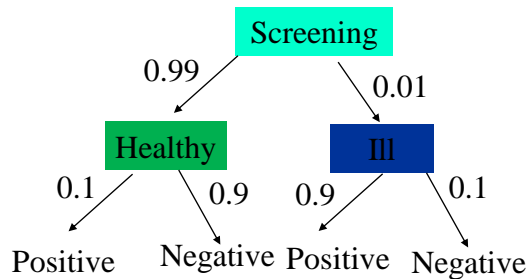 Screening
0.99
0.01
Healthy
Ill
0.1
0.9
0.9
0.1
Positive
Negative
Positive
Negative